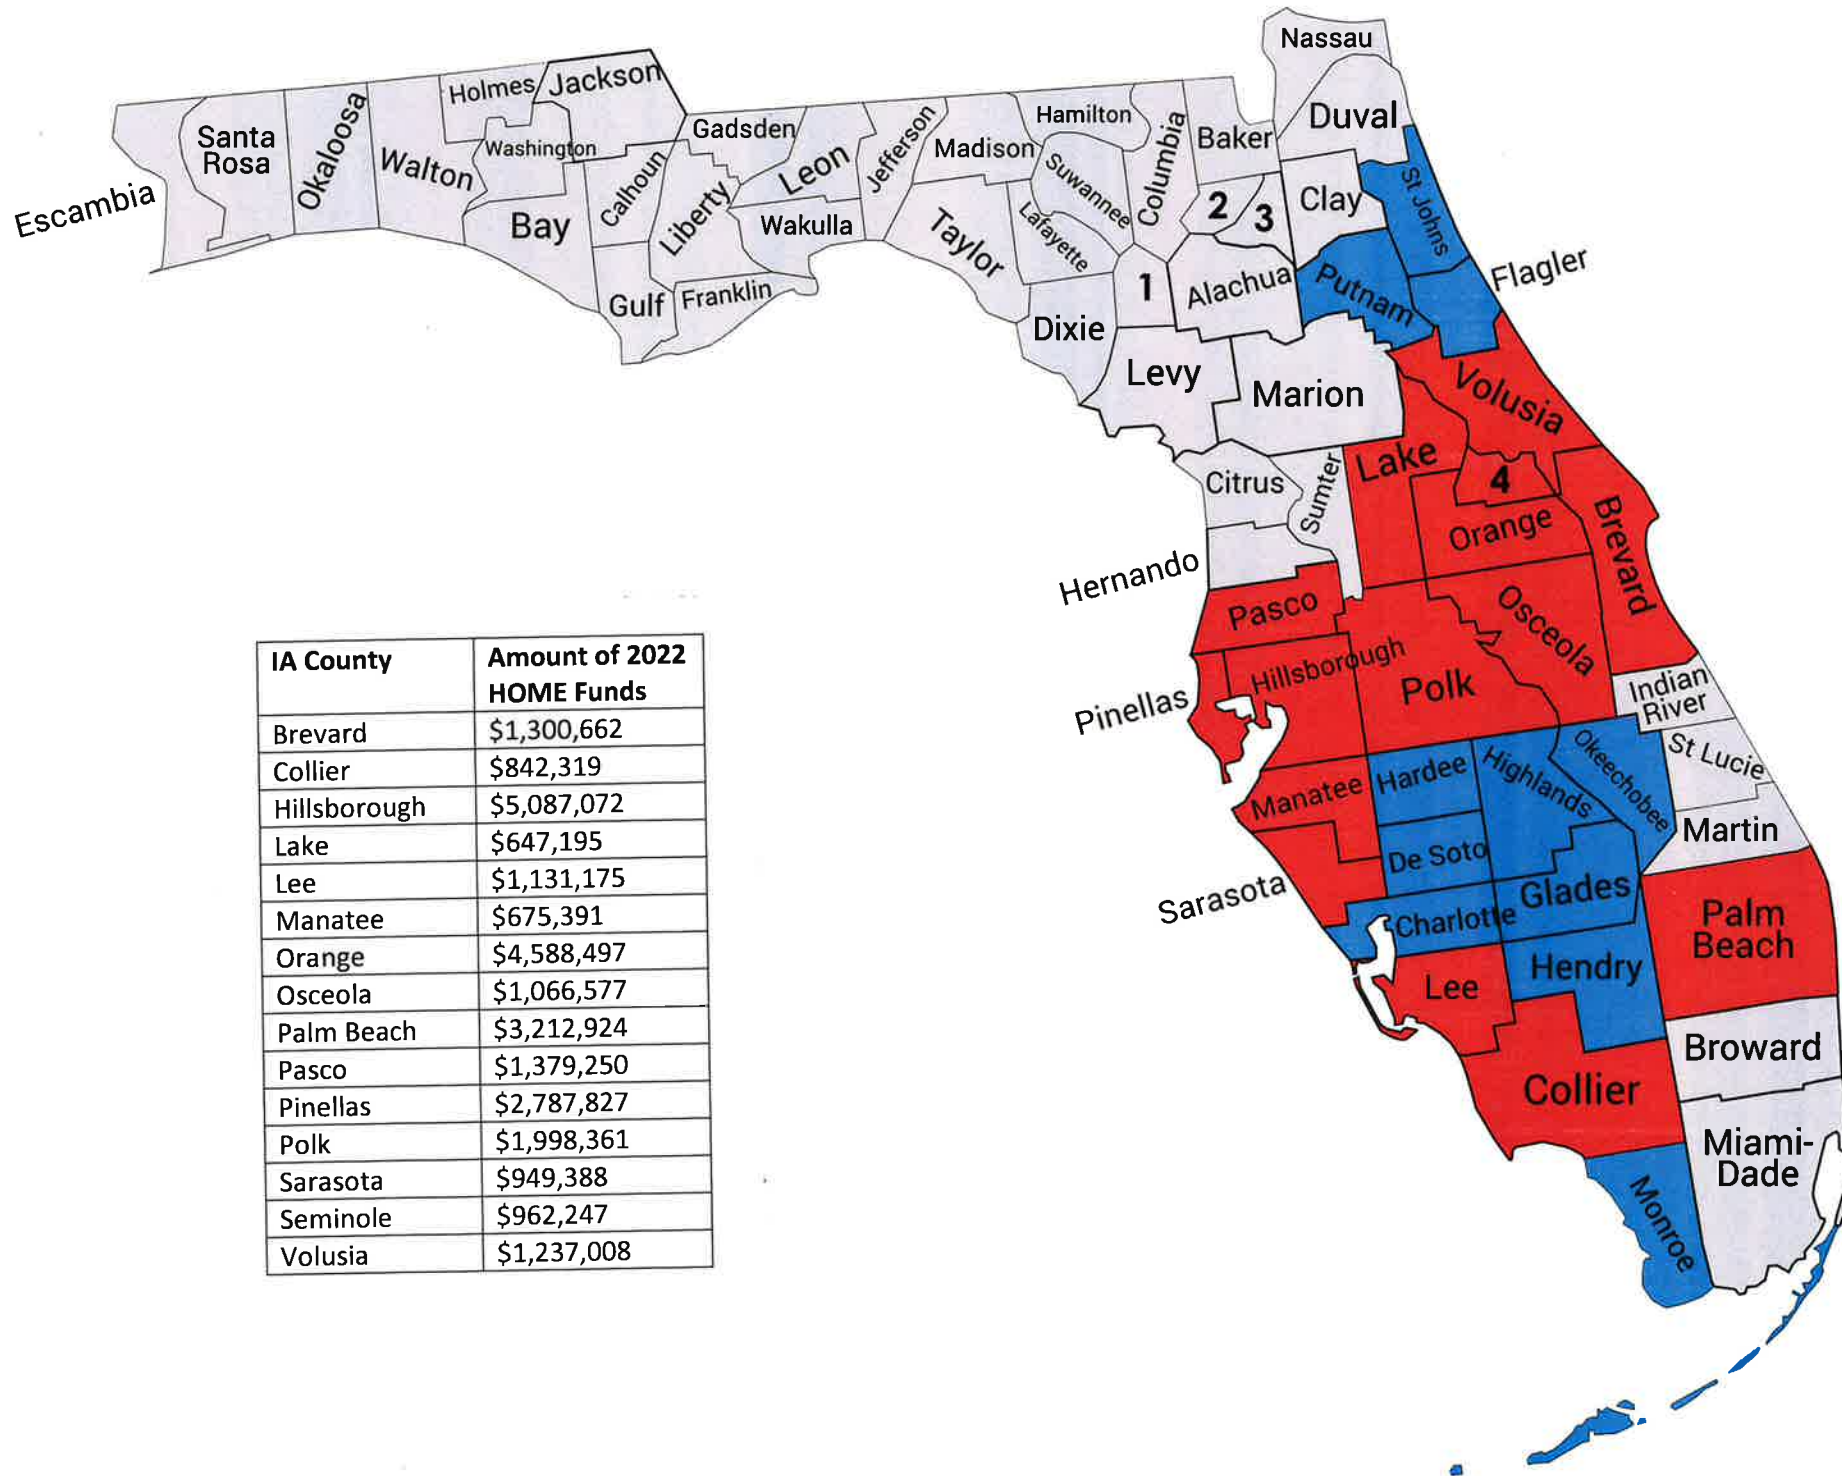 Nassau
Duval
Jackson
Holmes
Washington
Santa
Rosa
Okaloosa
Walton
Escambia
Bay
Calhoun
Gulf
Liberty
Franklin
Gadsden
Leon
Wakulla
Jefferson
Madison
Taylor
Hamilton
Suwannee
Lafayette
Columbia
Baker
2
3
1
Clay
St Johns
Alachua
Putnam
Flagler
Dixie
Levy
Marion
Volusia
Citrus
Sumter
Lake
4
Orange
Brevard
Hernando
Pasco
Osceola
Hillsborough
Polk
Pinellas
Indian
River
St Lucie
Okeechobee
Highlands
Hardee
Manatee
Martin
De Soto
Sarasota
Glades
Charlotte
Palm
Beach
Lee
Hendry
Broward
Collier
Miami-
Dade
Monroe
IA County Amount of 2022
HOME Funds
Brevard $1,300,662
Collier $842,319
Hillsborough $5,087,072
Lake $647,195
Lee $1,131,175
Manatee $675,391
Orange $4,588,497
Osceola $1,066,577
Palm Beach $3,212,924
Pasco $1,379,250
Pinellas $2,787,827
Polk $1,998,361
Sarasota $949,388
Seminole $962,247
Volusia $1,237,008